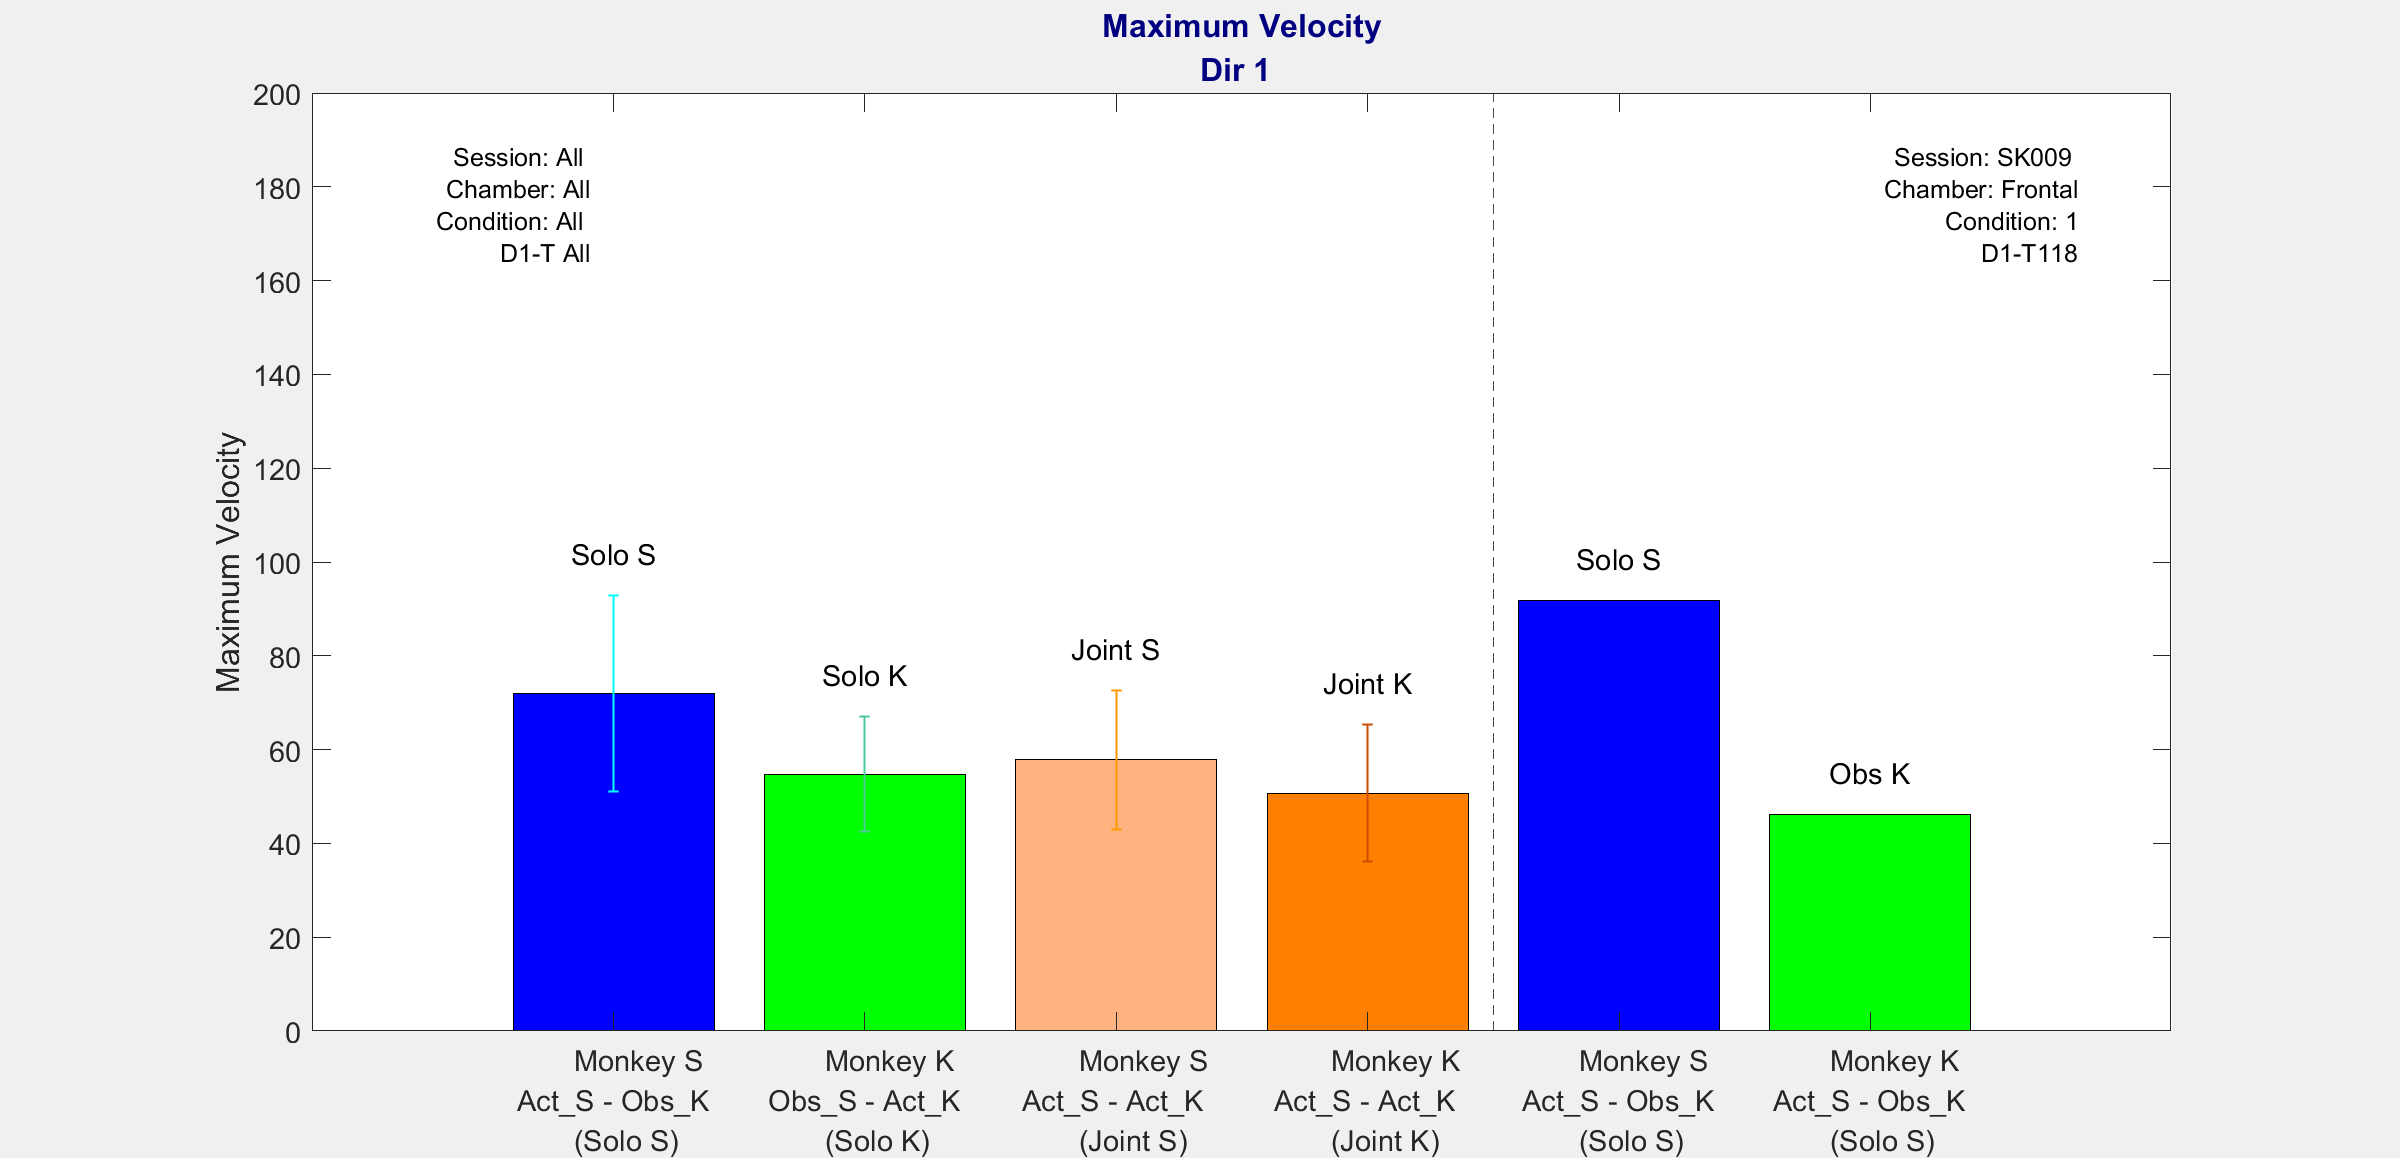 Maximum Velocity
Dir 1
Session: All
Chamber: All
Condition: All
D1-T All
Session: SK009
Chamber: Frontal
Condition: 1
D1-T118
Maximum Velocity
200
180
160
140
120
100
80
60
40
20
0
Solo S
Solo K
Joint S
Joint K
Solo S
Obs K
Monkey S
Act_S - Obs_K
(Solo S)
Monkey K
Obs_S - Act_K
(Solo K)
Monkey S
Act_S - Act_K
(Joint S)
Monkey K
Act_S - Act_K
(Joint K)
Monkey S
Act_S - Obs_K
(Solo S)
Monkey K
Act_S - Obs_K
(Solo S)